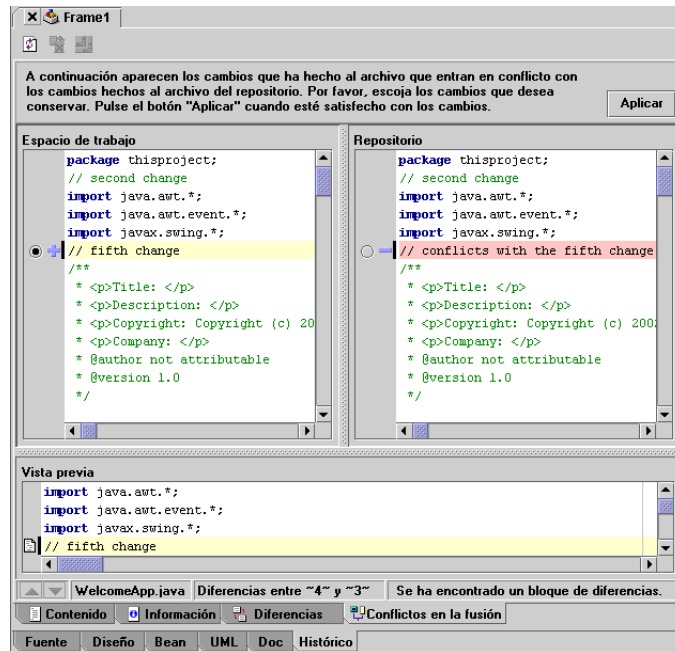 Frame1
A continuación aparecen los cambios que ha hecho al archivo que entran en conflicto con
los cambios hechos al archivo del repositorio. Por favor, escoja los cambios que desea
conservar. Pulse el botón "Aplicar" cuando esté satisfecho con los cambios.
Aplicar
Espacio de trabajo
package thisproject;
// second change
import java.awt.*;
import java.awt.event.*;
import javax.swing.*;
// fifth change
/**
* <p>Title: </p>
* <p>Description: </p>
* <p>Copyright: Copyright (c) 20
* <p>Company: </p>
* @author not attributable
* @version 1.0
*/
Repositorio
package thisproject;
// second change
import java.awt.*;
import java.awt.event.*;
import javax.swing.*;
// conflicts with the fifth change
/**
* <p>Title: </p>
* <p>Description: </p>
* <p>Copyright: Copyright (c) 200
* <p>Company: </p>
* @author not attributable
* @version 1.0
*/
Vista previa
import java.awt.*;
import java.awt.event.*;
import javax.swing.*;
// fifth change
WelcomeApp.java Diferencias entre ~4~ y ~3~ Se ha encontrado un bloque de diferencias.
Contenido Información Diferencias Conflictos en la fusión
Fuente Diseño Bean UML Doc Histórico